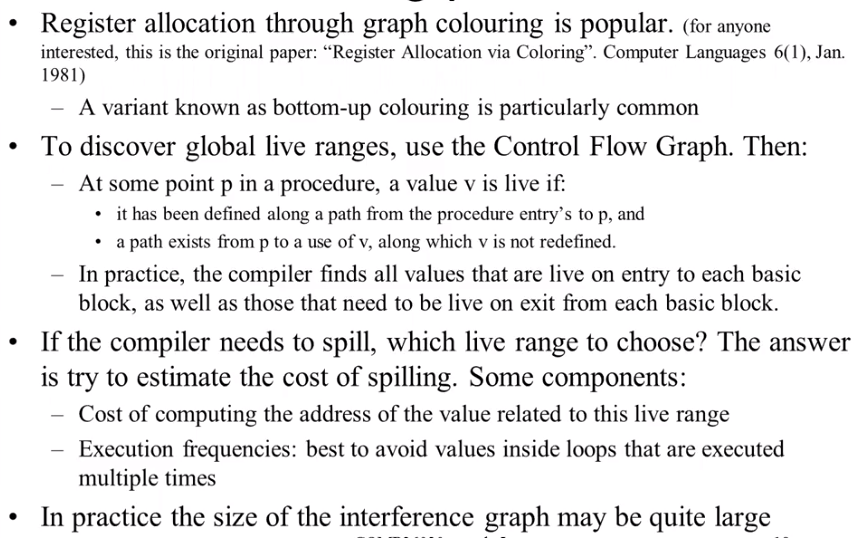 • Register allocation through graph colouring is popular. (for anyone
interested, this is the original paper: “Register Allocation via Coloring”. Computer Languages 6(1), Jan.
1981)
– A variant known as bottom-up colouring is particularly common
• To discover global live ranges, use the Control Flow Graph. Then:
– At some point p in a procedure, a value v is live if:
• it has been defined along a path from the procedure entry’s to p, and
• a path exists from p to a use of v, along which v is not redefined.
– In practice, the compiler finds all values that are live on entry to each basic
block, as well as those that need to be live on exit from each basic block.
• If the compiler needs to spill, which live range to choose? The answer
is try to estimate the cost of spilling. Some components:
– Cost of computing the address of the value related to this live range
– Execution frequencies: best to avoid values inside loops that are executed
multiple times
• In practice the size of the interference graph may be quite large